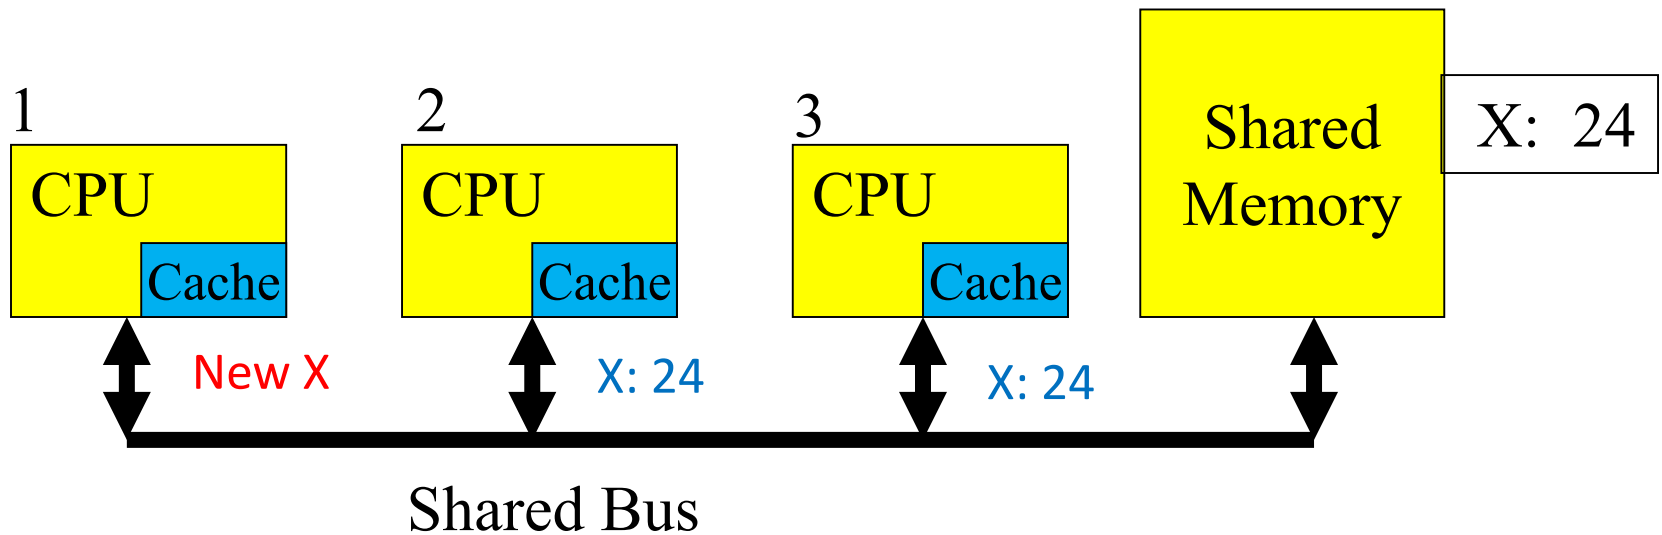 1
CPU
Cache
New X
2
CPU
Cache
X: 24
3
CPU
Cache
X: 24
Shared
Memory
X: 24
Shared Bus